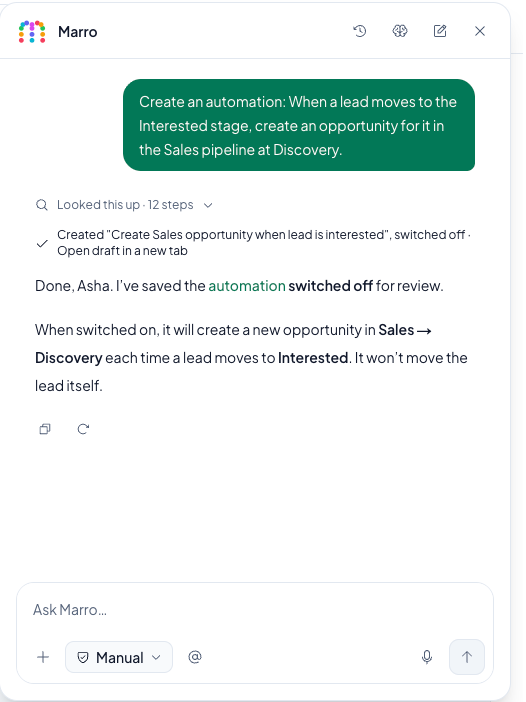 Marro
Create an automation: When a lead moves to the
Interested stage, create an opportunity for it in
the Sales pipeline at Discovery.
Looked this up · 12 steps
Created "Create Sales opportunity when lead is interested", switched off ·
Open draft in a new tab
Done, Asha. I’ve saved the automation switched off for review.
When switched on, it will create a new opportunity in Sales →
Discovery each time a lead moves to Interested. It won’t move the
lead itself.
Ask Marro…
Manual
@